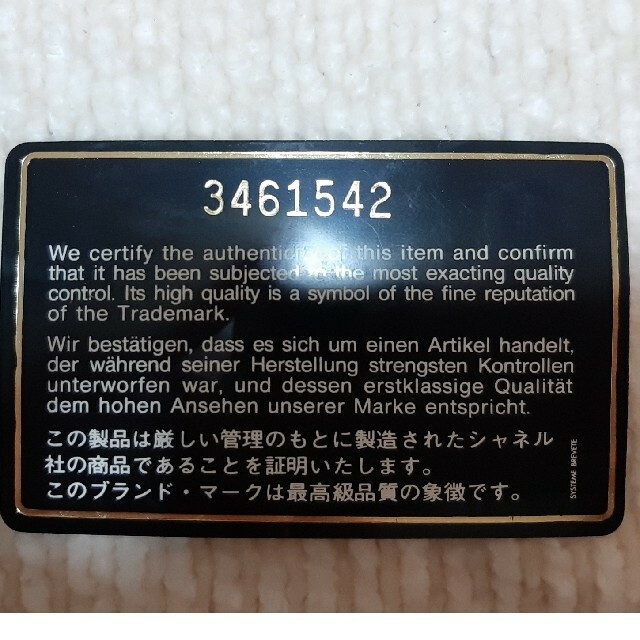 3461542
We certify the authenticity of this item and confirm
that it has been subjected the most exacting quality
control. Its high quality is a symbol of the fine reputation
of the Trademark.
Wir bestätigen, dass es sich um einen Artikel handelt,
der während seiner Herstellung strengsten Kontrollen
unterworfen war, und dessen erstklassige Qualität
dem hohen Ansehen unserer Marke entspricht.
この製品は厳しい管理のもとに製造されたシャネル
社の商品であることを証明いたします。
このブランド・マークは最高級品質の象徴です。
SYSTEME BREVETE